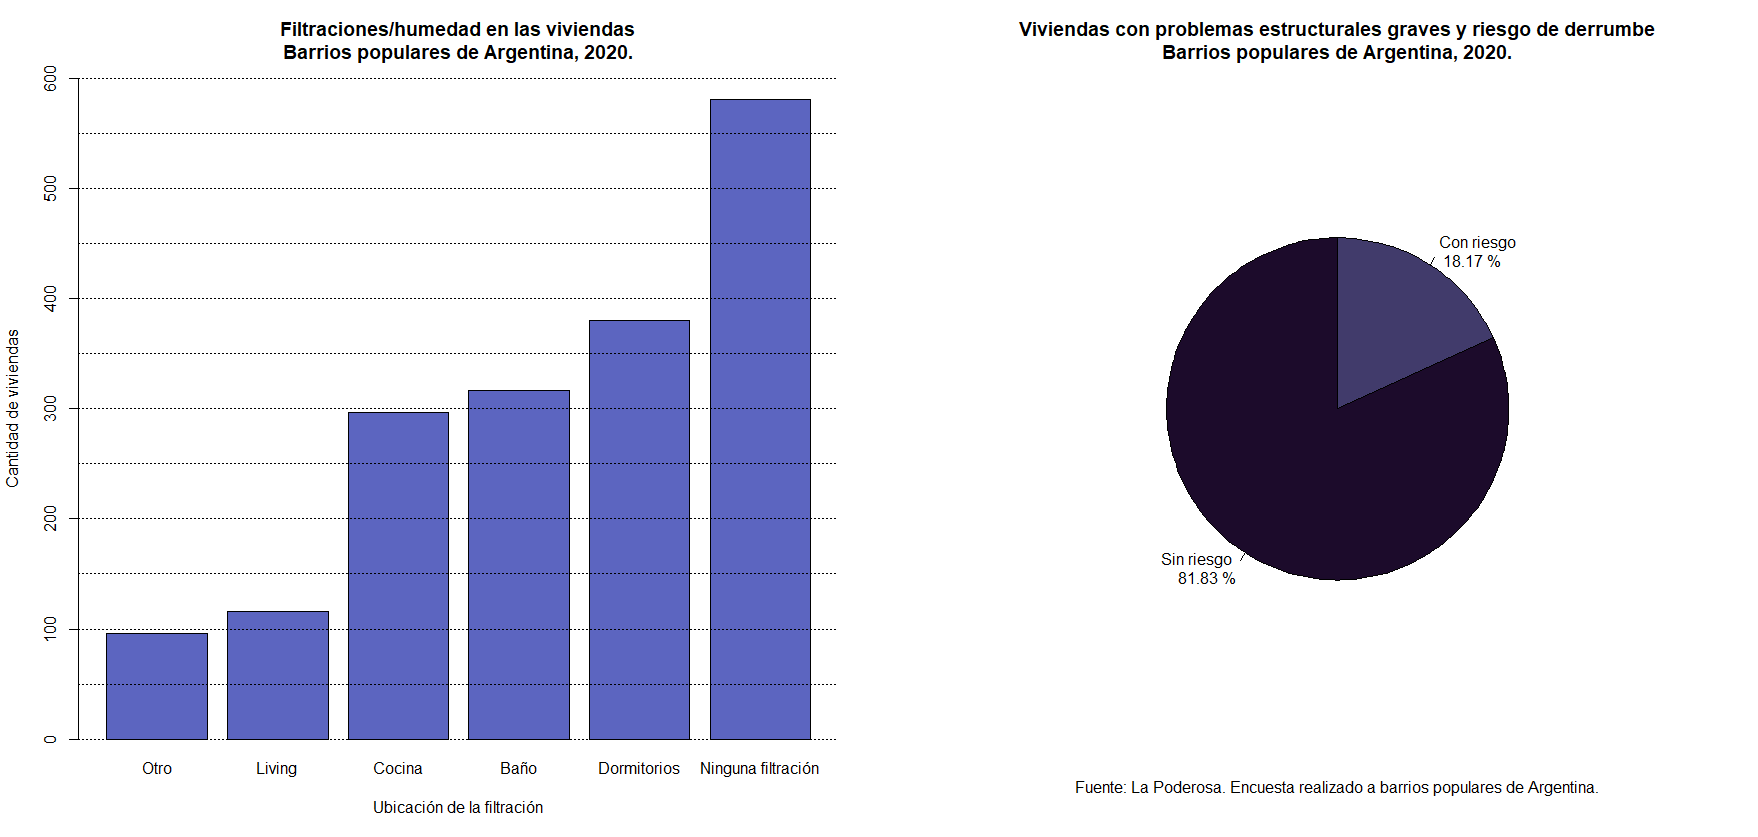 Filtraciones/humedad en las viviendas
Barrios populares de Argentina, 2020.
600
500
400
300
200
100
0
Cantidad de viviendas
Otro
Living
Cocina
Baño
Dormitorios
Ninguna filtración
Ubicación de la filtración
Viviendas con problemas estructurales graves y riesgo de derrumbe
Barrios populares de Argentina, 2020.
Con riesgo
18.17 %
Sin riesgo
81.83 %
Fuente: La Poderosa. Encuesta realizado a barrios populares de Argentina.